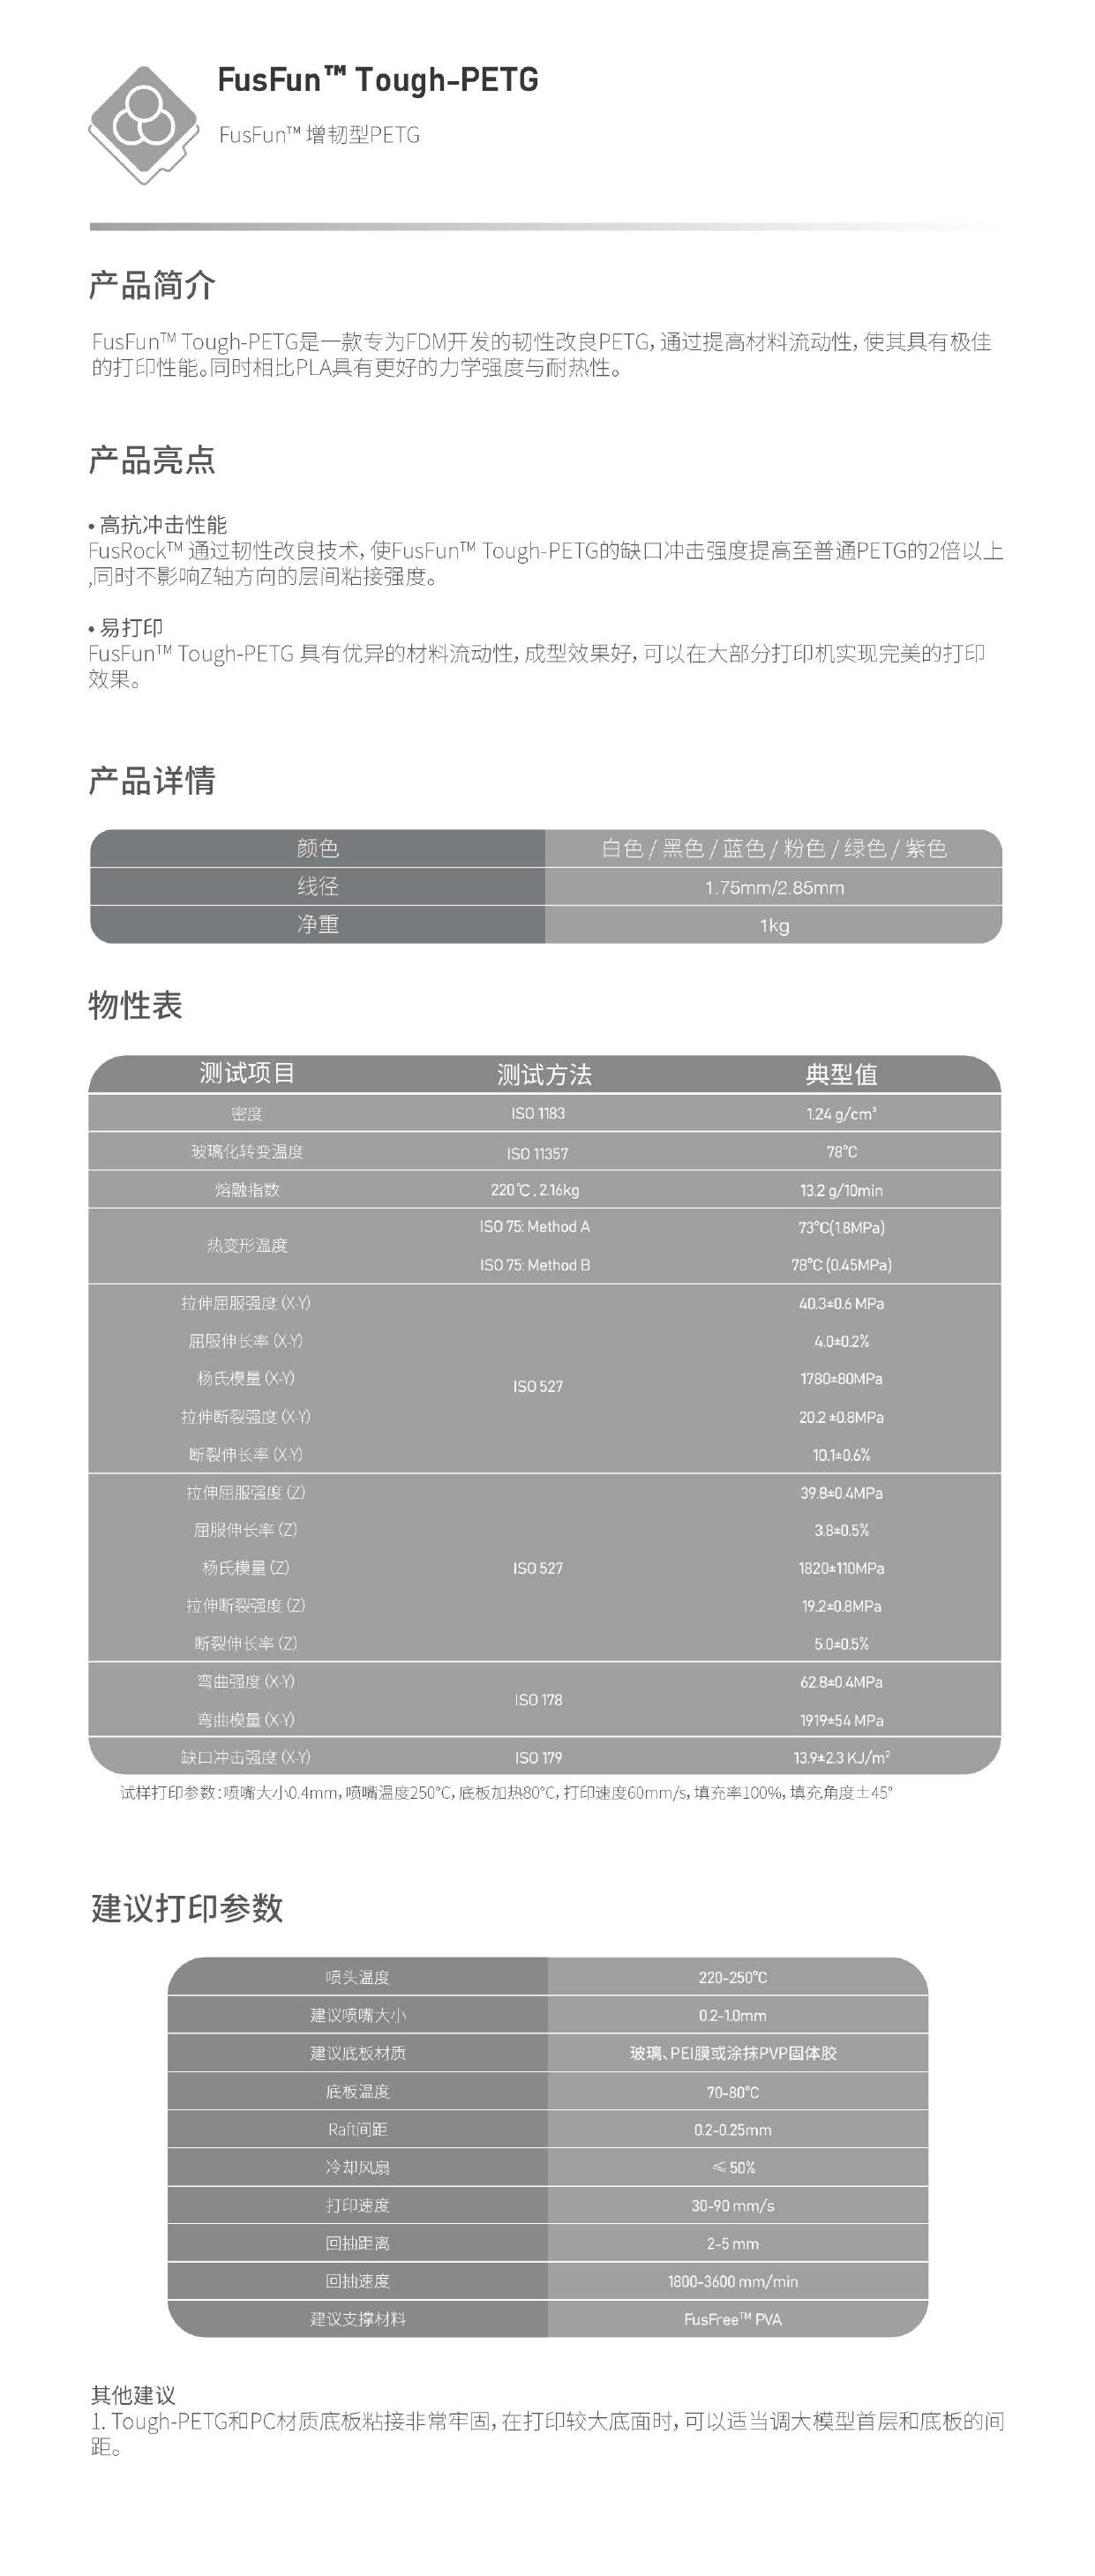 FusFun™ Tough-PETG
FusFun™ 增韧型PETG
产品简介
FusFun™ Tough-PETG是一款专为FDM开发的韧性改良PETG，通过提高材料流动性，使其具有极佳
的打印性能。同时相比PLA具有更好的力学强度与耐热性。
产品亮点
• 高抗冲击性能
FusRock™ 通过韧性改良技术，使FusFun™ Tough-PETG的缺口冲击强度提高至普通PETG的2倍以上
,同时不影响Z轴方向的层间粘接强度。
• 易打印
FusFun™ Tough-PETG 具有优异的材料流动性，成型效果好，可以在大部分打印机实现完美的打印
效果。
产品详情
颜色 白色 / 黑色 / 蓝色 / 粉色 / 绿色 / 紫色
线径 1.75mm/2.85mm
净重 1kg
物性表
测试项目 测试方法 典型值
密度 ISO 1183 1.24 g/cm³
玻璃化转变温度 ISO 11357 78℃
熔融指数 220℃ , 2.16kg 13.2 g/10min
ISO 75: Method A 73℃(1.8MPa)
热变形温度
ISO 75: Method B 78℃ (0.45MPa)
拉伸屈服强度 (X-Y) 40.3±0.6 MPa
屈服伸长率 (X-Y) 4.0±0.2%
杨氏模量 (X-Y) ISO 527 1780±80MPa
拉伸断裂强度 (X-Y) 20.2 ±0.8MPa
断裂伸长率 (X-Y) 10.1±0.6%
拉伸屈服强度 (Z) 39.8±0.4MPa
屈服伸长率 (Z) 3.8±0.5%
杨氏模量 (Z) ISO 527 1820±110MPa
拉伸断裂强度 (Z) 19.2±0.8MPa
断裂伸长率 (Z) 5.0±0.5%
弯曲强度 (X-Y) 62.8±0.4MPa
ISO 178
弯曲模量 (X-Y) 1919±54 MPa
缺口冲击强度 (X-Y) ISO 179 13.9±2.3 KJ/m²
试样打印参数：喷嘴大小0.4mm，喷嘴温度250℃，底板加热80℃，打印速度60mm/s，填充率100%，填充角度±45°
建议打印参数
喷头温度 220-250℃
建议喷嘴大小 0.2-1.0mm
建议底板材质 玻璃、PEI膜或涂抹PVP固体胶
底板温度 70-80℃
Raft间距 0.2-0.25mm
冷却风扇 ≤ 50%
打印速度 30-90 mm/s
回抽距离 2-5 mm
回抽速度 1800-3600 mm/min
建议支撑材料 FusFree™ PVA
其他建议
1. Tough-PETG和PC材质底板粘接非常牢固，在打印较大底面时，可以适当调大模型首层和底板的间
距。